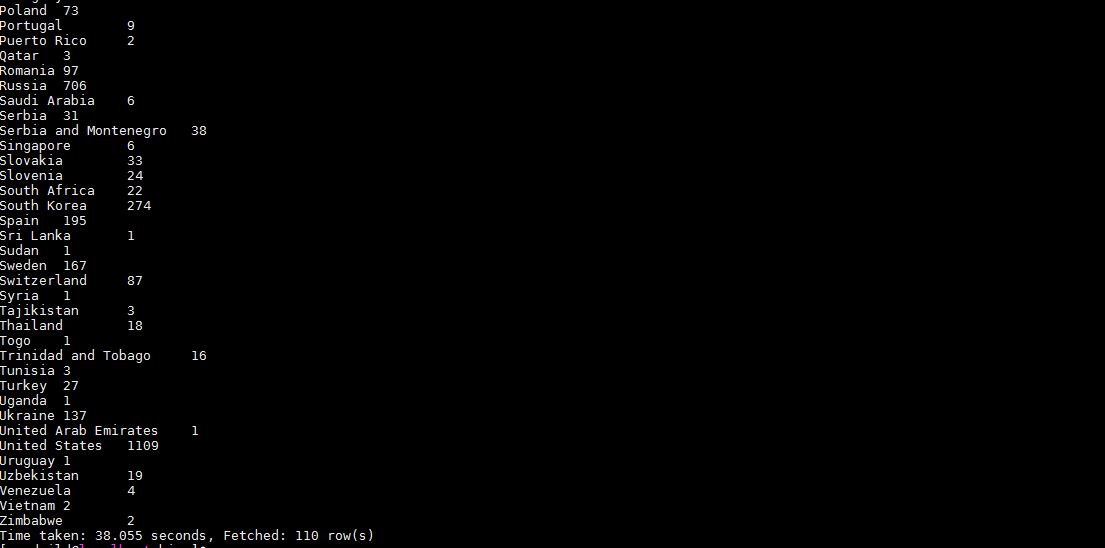 Poland 73
Portugal 9
Puerto Rico 2
Qatar 3
Romania 97
Russia 706
Saudi Arabia 6
Serbia 31
Serbia and Montenegro 38
Singapore 6
Slovakia 33
Slovenia 24
South Africa 22
South Korea 274
Spain 195
Sri Lanka 1
Sudan 1
Sweden 167
Switzerland 87
Syria 1
Tajikistan 3
Thailand 18
Togo 1
Trinidad and Tobago 16
Tunisia 3
Turkey 27
Uganda 1
Ukraine 137
United Arab Emirates 1
United States 1109
Uruguay 1
Uzbekistan 19
Venezuela 4
Vietnam 2
Zimbabwe 2
Time taken: 38.055 seconds, Fetched: 110 row(s)